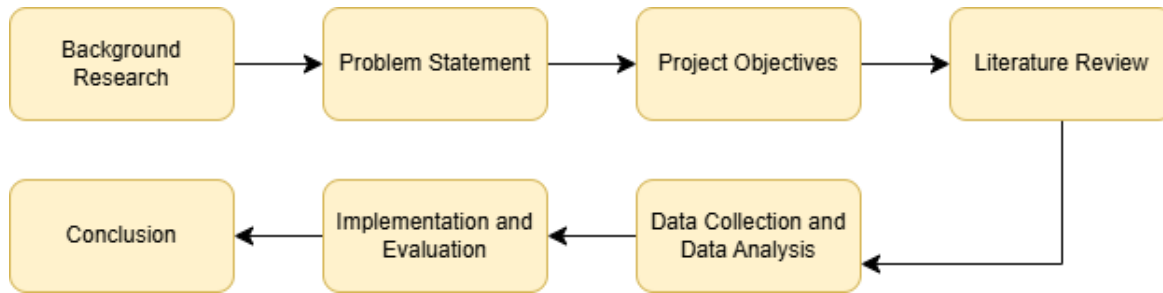 Background
Research
Problem Statement
Project Objectives
Literature Review
Data Collection and
Data Analysis
Implementation and
Evaluation
Conclusion